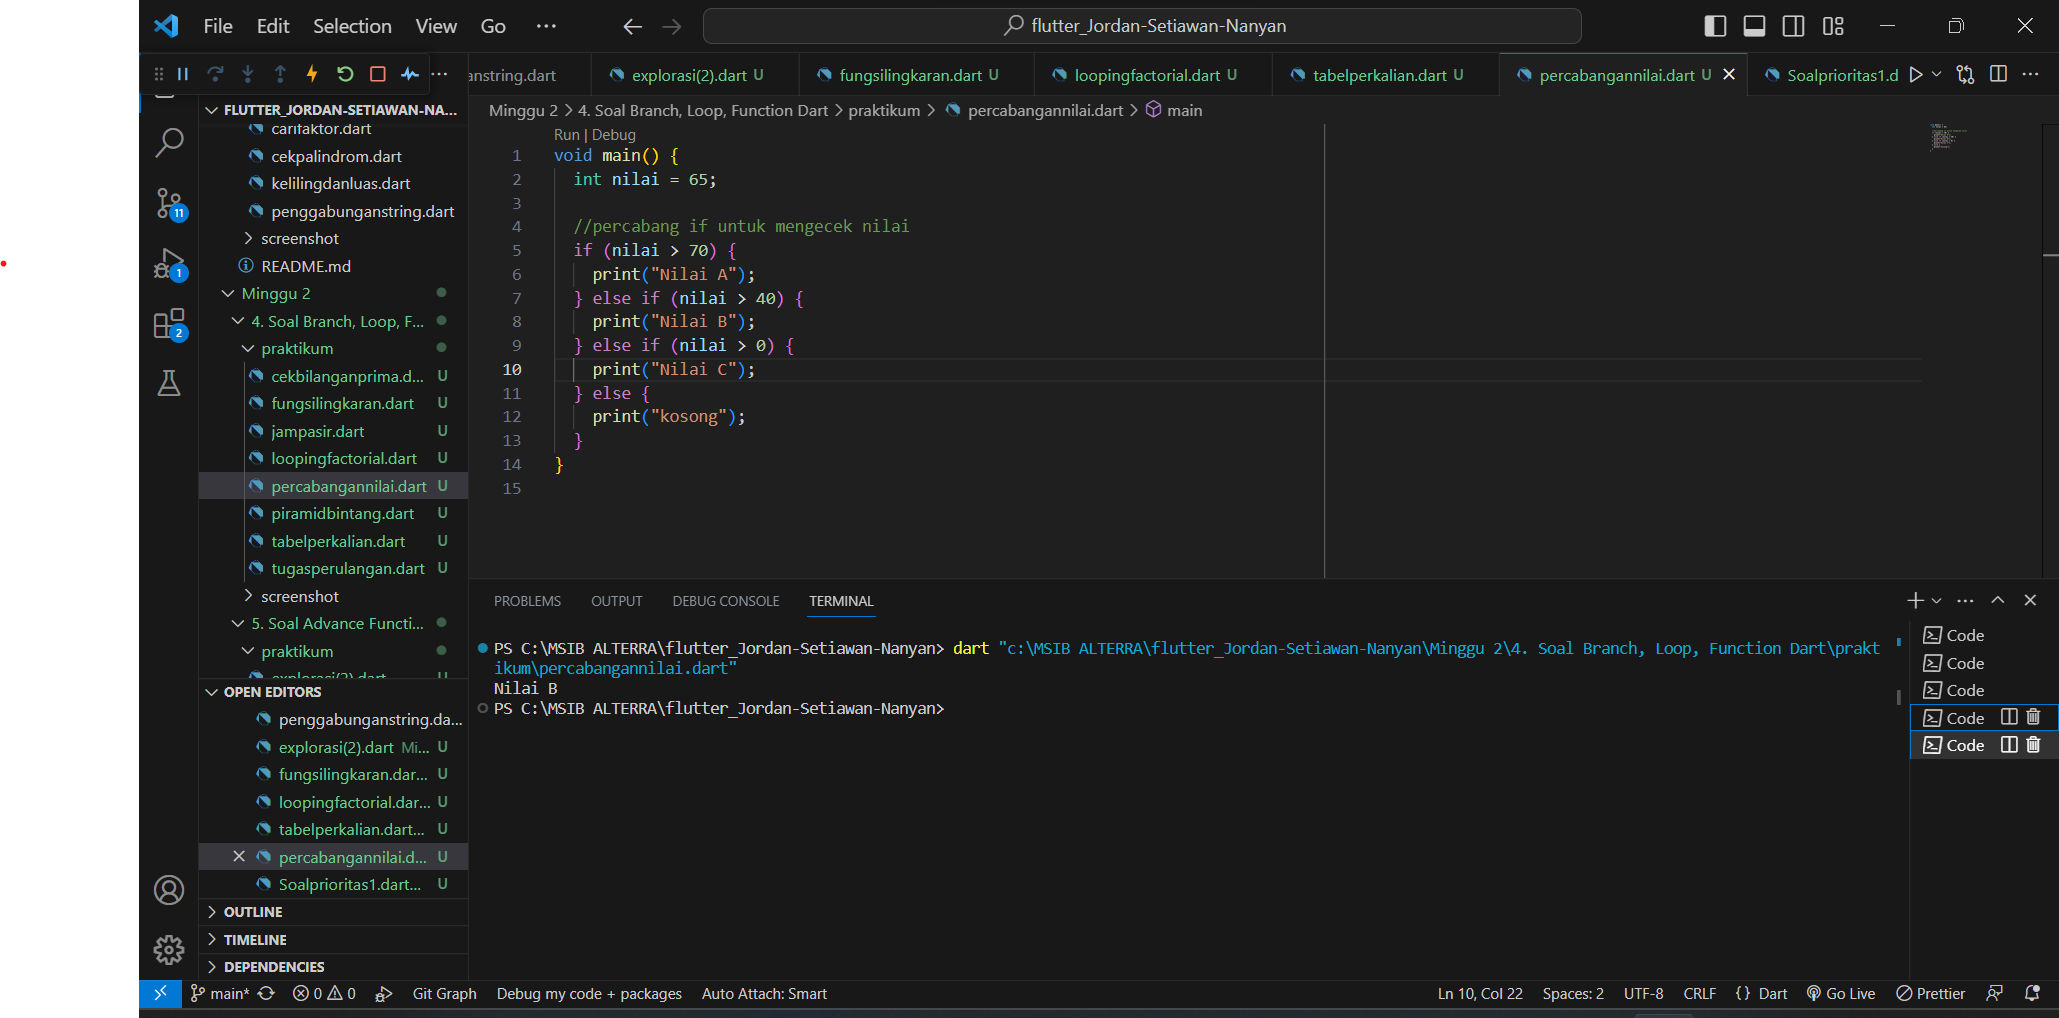 File Edit Selection View Go ··· flutter_Jordan-Setiawan-Nanyan
anstring.dart explorasi(2).dart U fungsilingkaran.dart U loopingfactorial.dart U tabelperkalian.dart U percabangannilai.dart U Soalprioritas1.d
Minggu 2 > 4. Soal Branch, Loop, Function Dart > praktikum > percabangannilai.dart > main
FLUTTER_JORDAN-SETIAWAN-NA...
carifaktor.dart
cekpalindrom.dart
kelilingdanluas.dart
penggabunganstring.dart
screenshot
README.md
Minggu 2
4. Soal Branch, Loop, F...
praktikum
cekbilanganprima.d... U
fungsilingkaran.dart U
jampasir.dart U
loopingfactorial.dart U
percabangannilai.dart U
piramidbintang.dart U
tabelperkalian.dart U
tugasperulangan.dart U
screenshot
5. Soal Advance Functi...
praktikum
explorasi(2).dart U
OPEN EDITORS
penggabunganstring.da...
explorasi(2).dart Mi... U
fungsilingkaran.dar... U
loopingfactorial.dar... U
tabelperkalian.dart... U
percabangannilai.d... U
Soalprioritas1.dart... U
OUTLINE
TIMELINE
DEPENDENCIES
11
1
2
Run | Debug
1 void main() {
2 int nilai = 65;
3
4 //percabang if untuk mengecek nilai
5 if (nilai > 70) {
6 print("Nilai A");
7 } else if (nilai > 40) {
8 print("Nilai B");
9 } else if (nilai > 0) {
10 print("Nilai C");
11 } else {
12 print("kosong");
13 }
14 }
15
PROBLEMS OUTPUT DEBUG CONSOLE TERMINAL
PS C:\MSIB ALTERRA\flutter_Jordan-Setiawan-Nanyan> dart "c:\MSIB ALTERRA\flutter_Jordan-Setiawan-Nanyan\Minggu 2\4. Soal Branch, Loop, Function Dart\prakt
ikum\percabangannilai.dart"
Nilai B
PS C:\MSIB ALTERRA\flutter_Jordan-Setiawan-Nanyan>
Code
Code
Code
Code
Code
main* 0 0 Git Graph Debug my code + packages Auto Attach: Smart Ln 10, Col 22 Spaces: 2 UTF-8 CRLF {} Dart Go Live Prettier